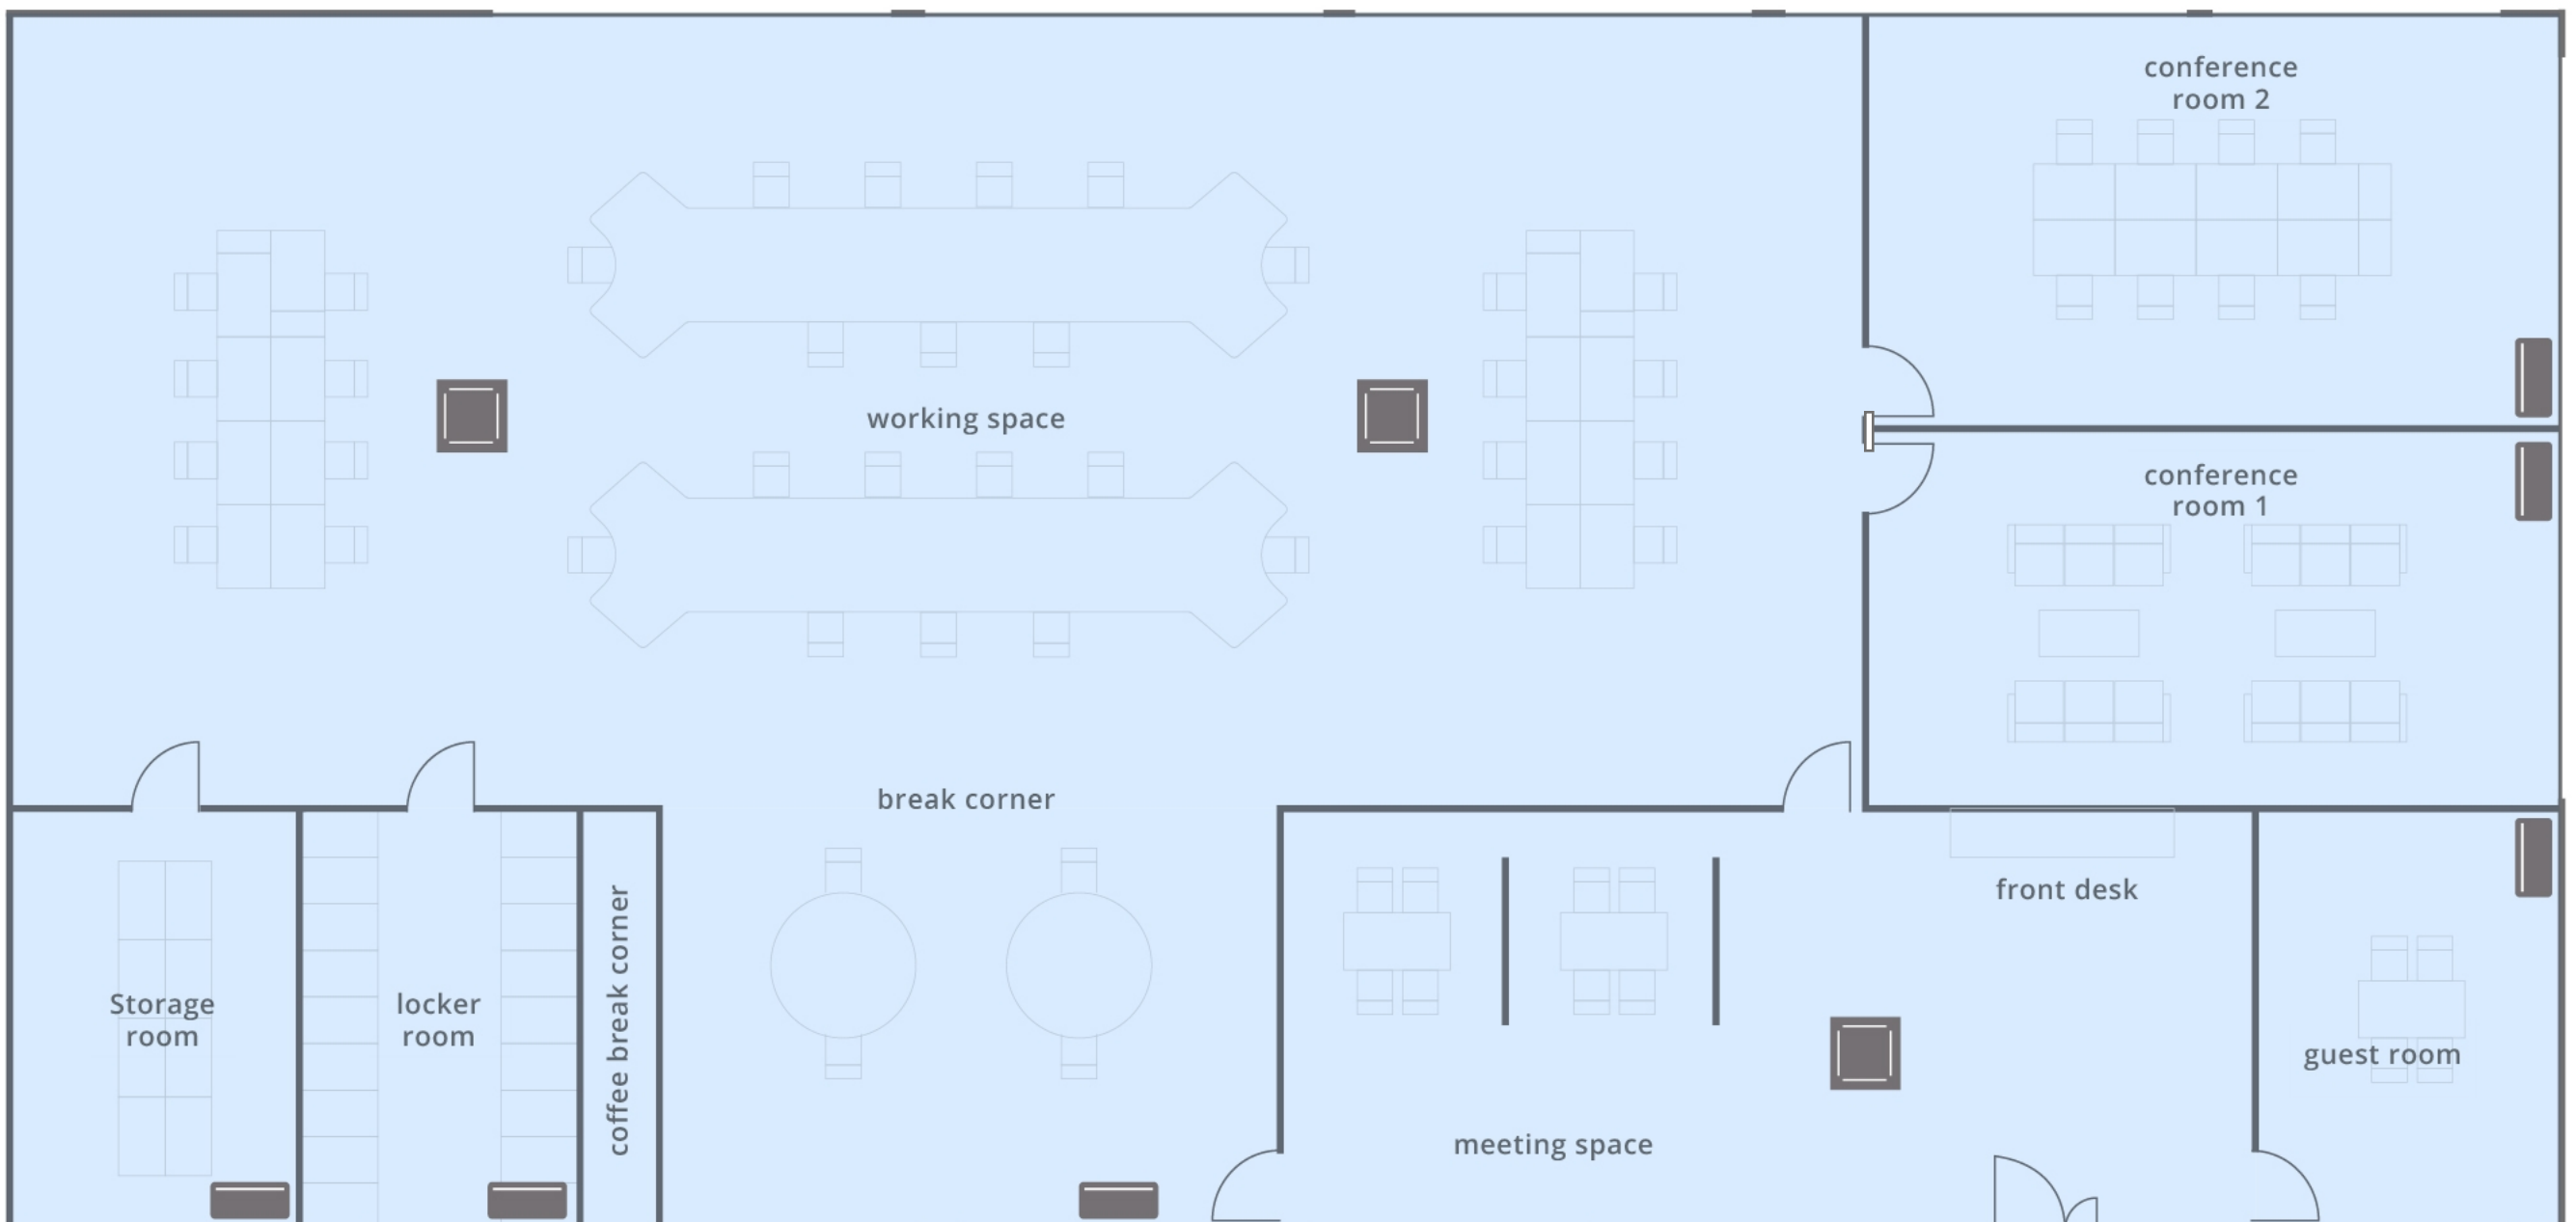 conference
room 2
working space
conference
room 1
break corner
front desk
coffee break corner
Storage
room
locker
room
guest room
meeting space